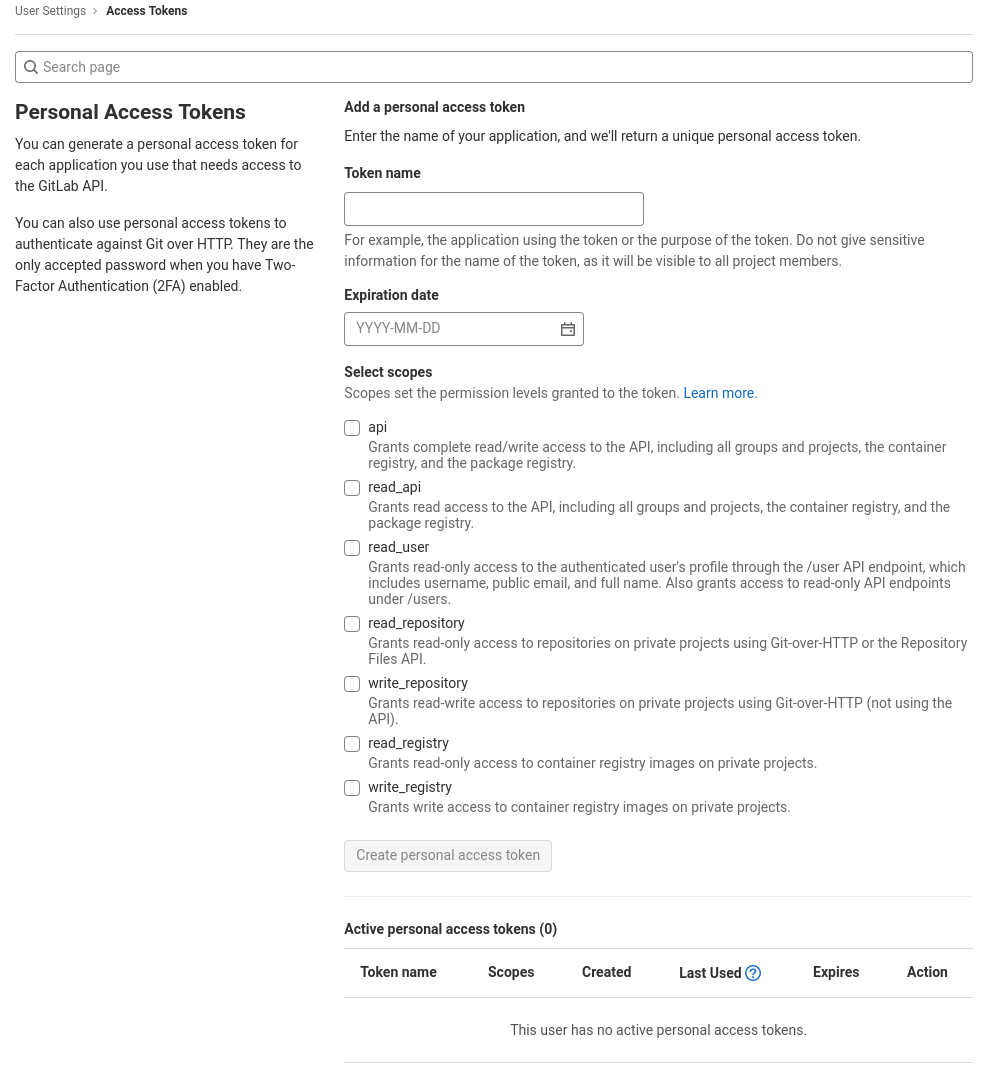 User Settings > Access Tokens
Search page
Personal Access Tokens
You can generate a personal access token for
each application you use that needs access to
the GitLab API.
You can also use personal access tokens to
authenticate against Git over HTTP. They are the
only accepted password when you have Two-
Factor Authentication (2FA) enabled.
Add a personal access token
Enter the name of your application, and we'll return a unique personal access token.
Token name
For example, the application using the token or the purpose of the token. Do not give sensitive
information for the name of the token, as it will be visible to all project members.
Expiration date
YYYY-MM-DD
Select scopes
Scopes set the permission levels granted to the token. Learn more.
api
Grants complete read/write access to the API, including all groups and projects, the container
registry, and the package registry.
read_api
Grants read access to the API, including all groups and projects, the container registry, and the
package registry.
read_user
Grants read-only access to the authenticated user's profile through the /user API endpoint, which
includes username, public email, and full name. Also grants access to read-only API endpoints
under /users.
read_repository
Grants read-only access to repositories on private projects using Git-over-HTTP or the Repository
Files API.
write_repository
Grants read-write access to repositories on private projects using Git-over-HTTP (not using the
API).
read_registry
Grants read-only access to container registry images on private projects.
write_registry
Grants write access to container registry images on private projects.
Create personal access token
Active personal access tokens (0)
Token name Scopes Created Last Used ? Expires Action
This user has no active personal access tokens.